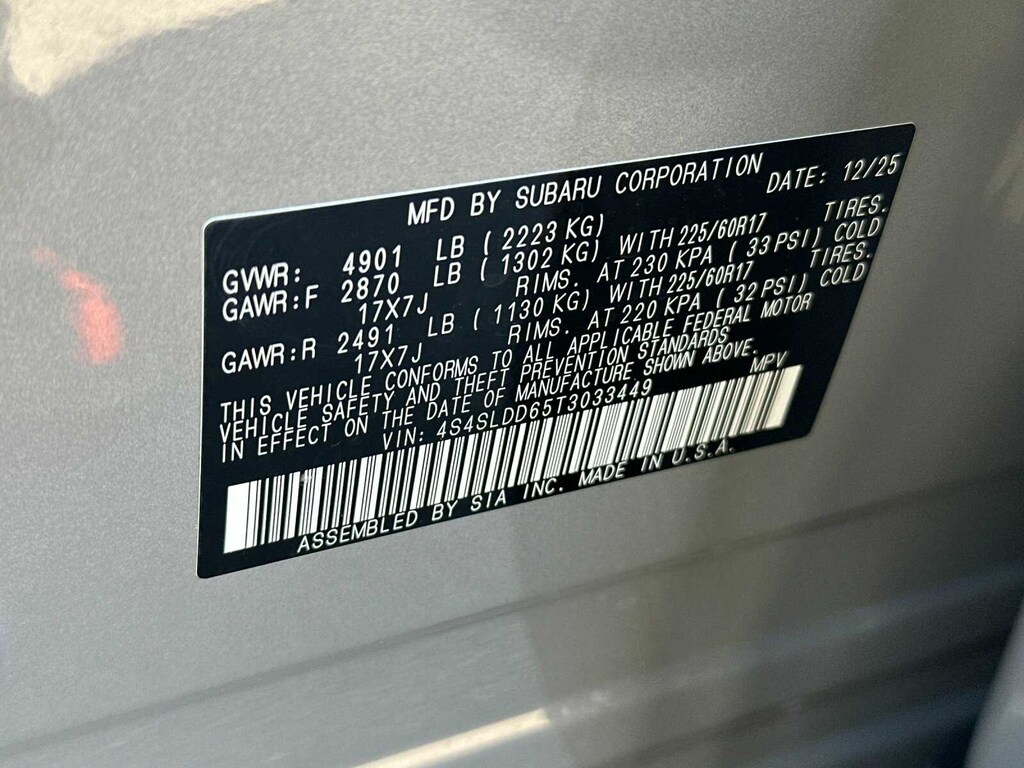 MFD BY SUBARU CORPORATION DATE: 12/25
GVWR: 4901 LB ( 2223 KG)
GAWR:F 2870 LB ( 1302 KG) WITH 225/60R17 TIRES.
17X7J RIMS. AT 230 KPA ( 33 PSI) COLD
GAWR:R 2491 LB ( 1130 KG) WITH 225/60R17 TIRES.
17X7J RIMS. AT 220 KPA ( 32 PSI) COLD
THIS VEHICLE CONFORMS TO ALL APPLICABLE FEDERAL MOTOR
VEHICLE SAFETY AND THEFT PREVENTION STANDARDS
IN EFFECT ON THE DATE OF MANUFACTURE SHOWN ABOVE.
VIN: 4S4SLDD65T3033449 MPV
ASSEMBLED BY SIA INC. MADE IN U.S.A.